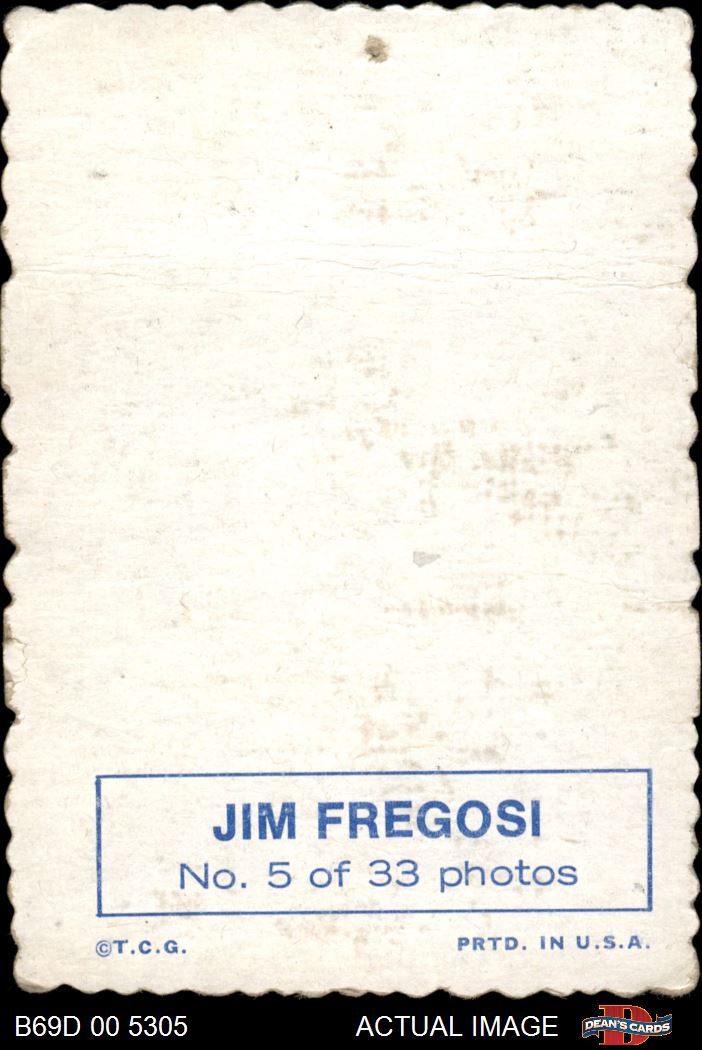 JIM FREGOSI
No. 5 of 33 photos
©T.C.G.
PRTD. IN U.S.A.
B69D 00 5305
ACTUAL IMAGE
D
DEAN'S CARDS